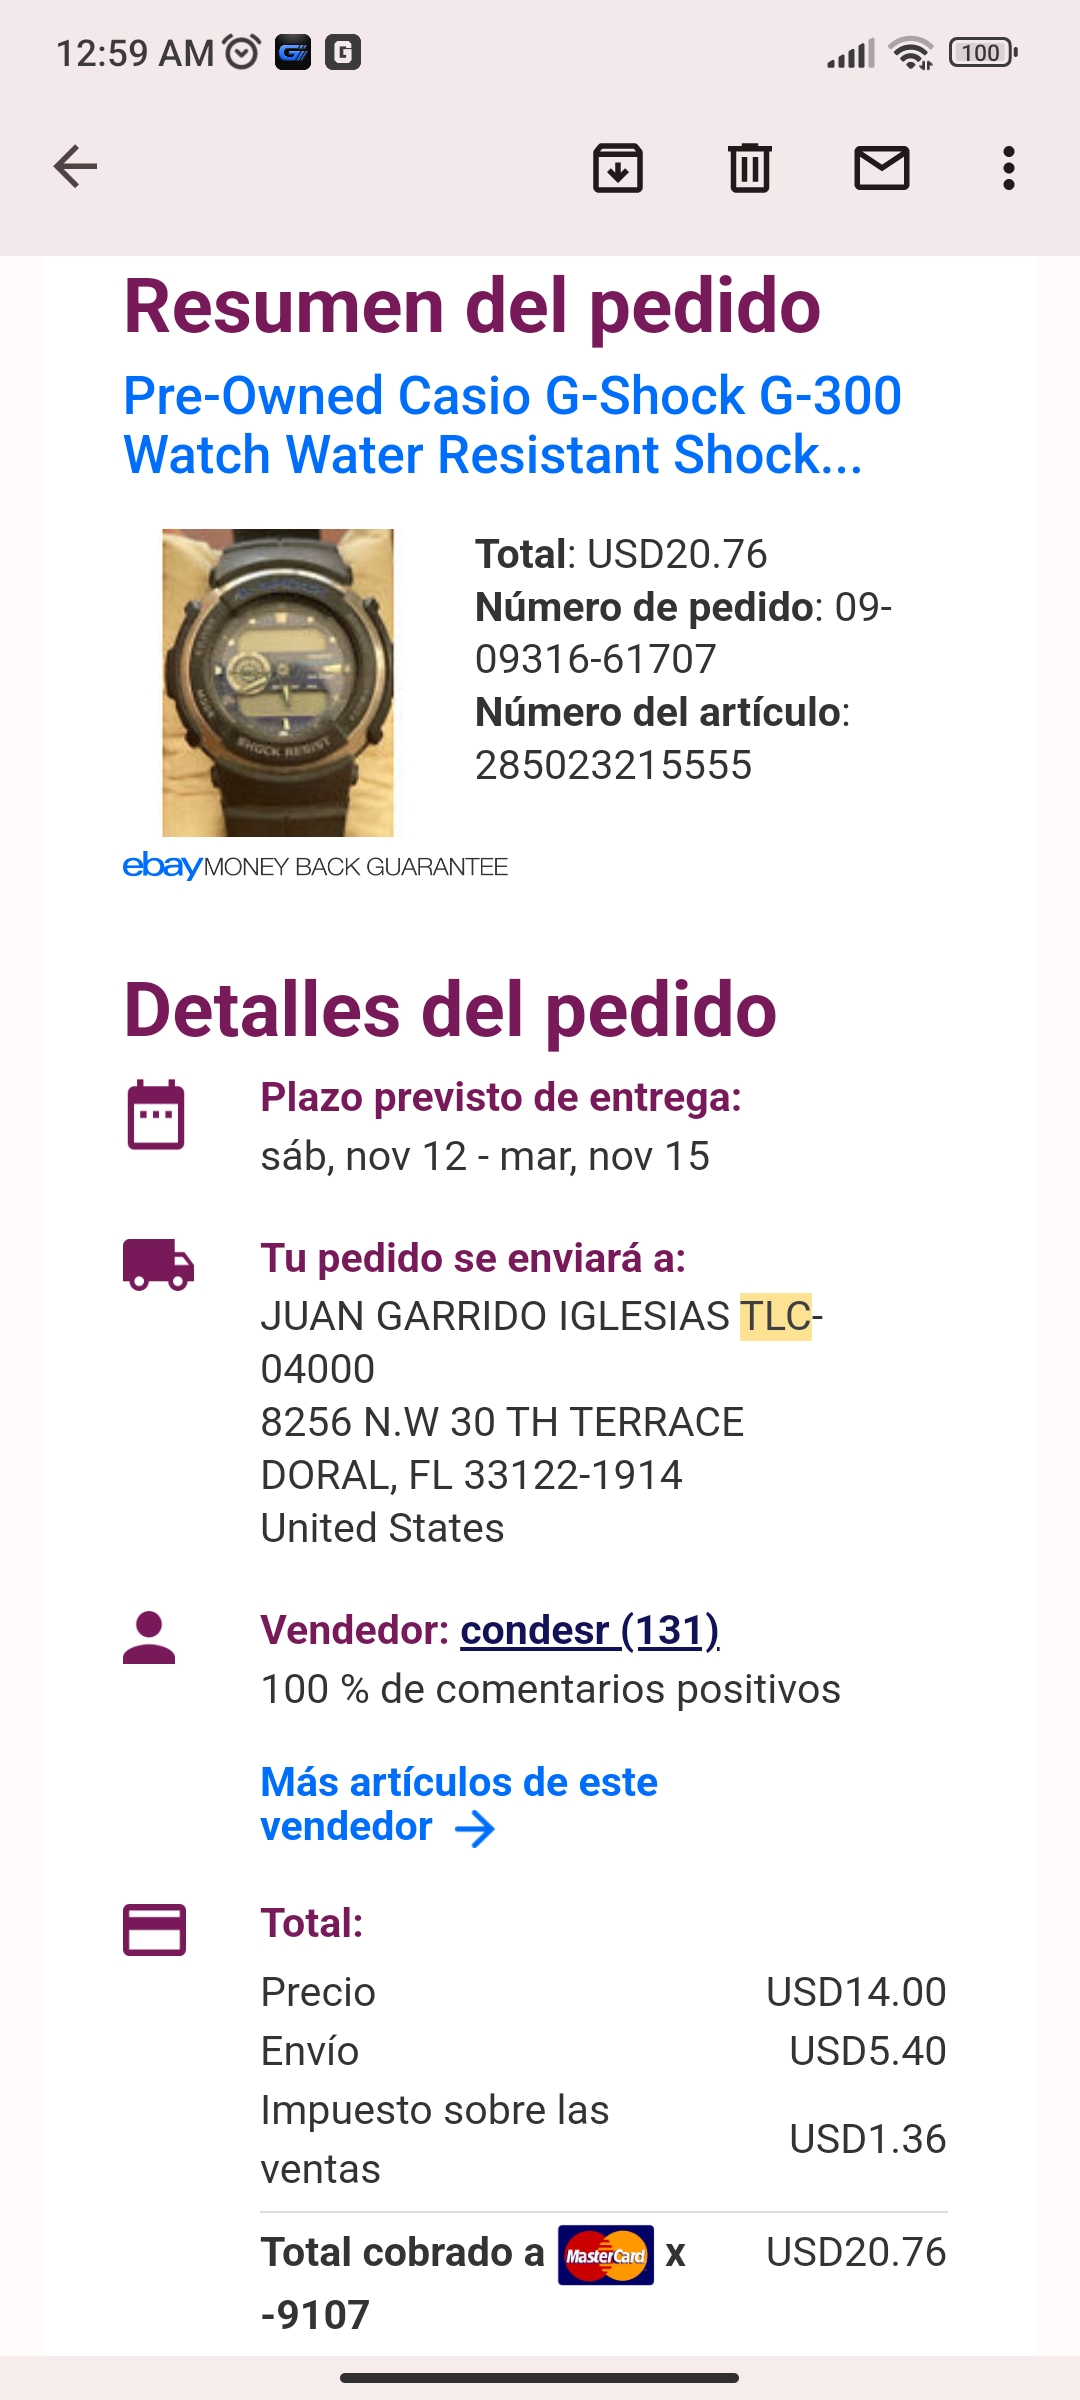 12:59 AM
100
Resumen del pedido
Pre-Owned Casio G-Shock G-300
Watch Water Resistant Shock...
G-SHOCK
SHOCK RESIST
Total: USD20.76
Número de pedido: 09-
09316-61707
Número del artículo:
285023215555
ebay MONEY BACK GUARANTEE
Detalles del pedido
Plazo previsto de entrega:
sáb, nov 12 - mar, nov 15
Tu pedido se enviará a:
JUAN GARRIDO IGLESIAS TLC-
04000
8256 N.W 30 TH TERRACE
DORAL, FL 33122-1914
United States
Vendedor: condesr (131)
100 % de comentarios positivos
Más artículos de este
vendedor
Total:
Precio USD14.00
Envío USD5.40
Impuesto sobre las
ventas USD1.36
Total cobrado a MasterCard x USD20.76
-9107